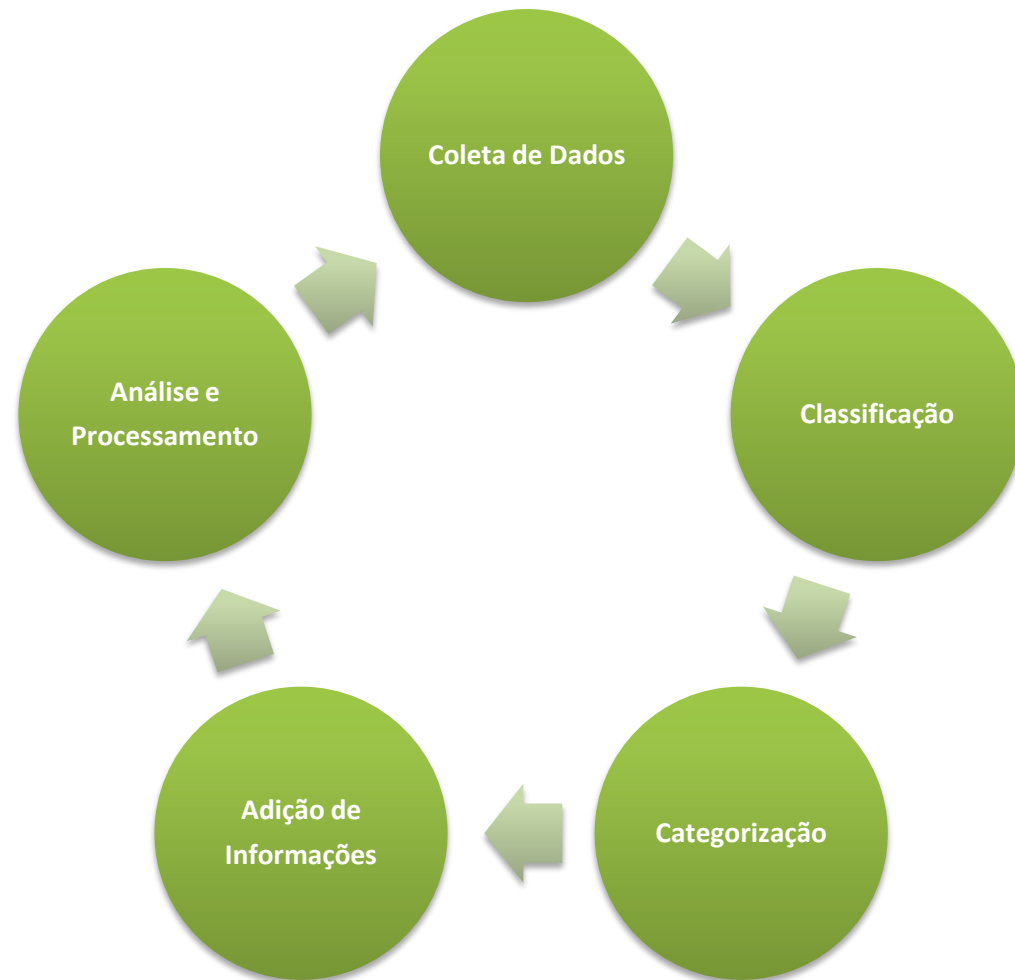 Coleta de Dados
Classificação
Categorização
Adição de
Informações
Análise e
Processamento